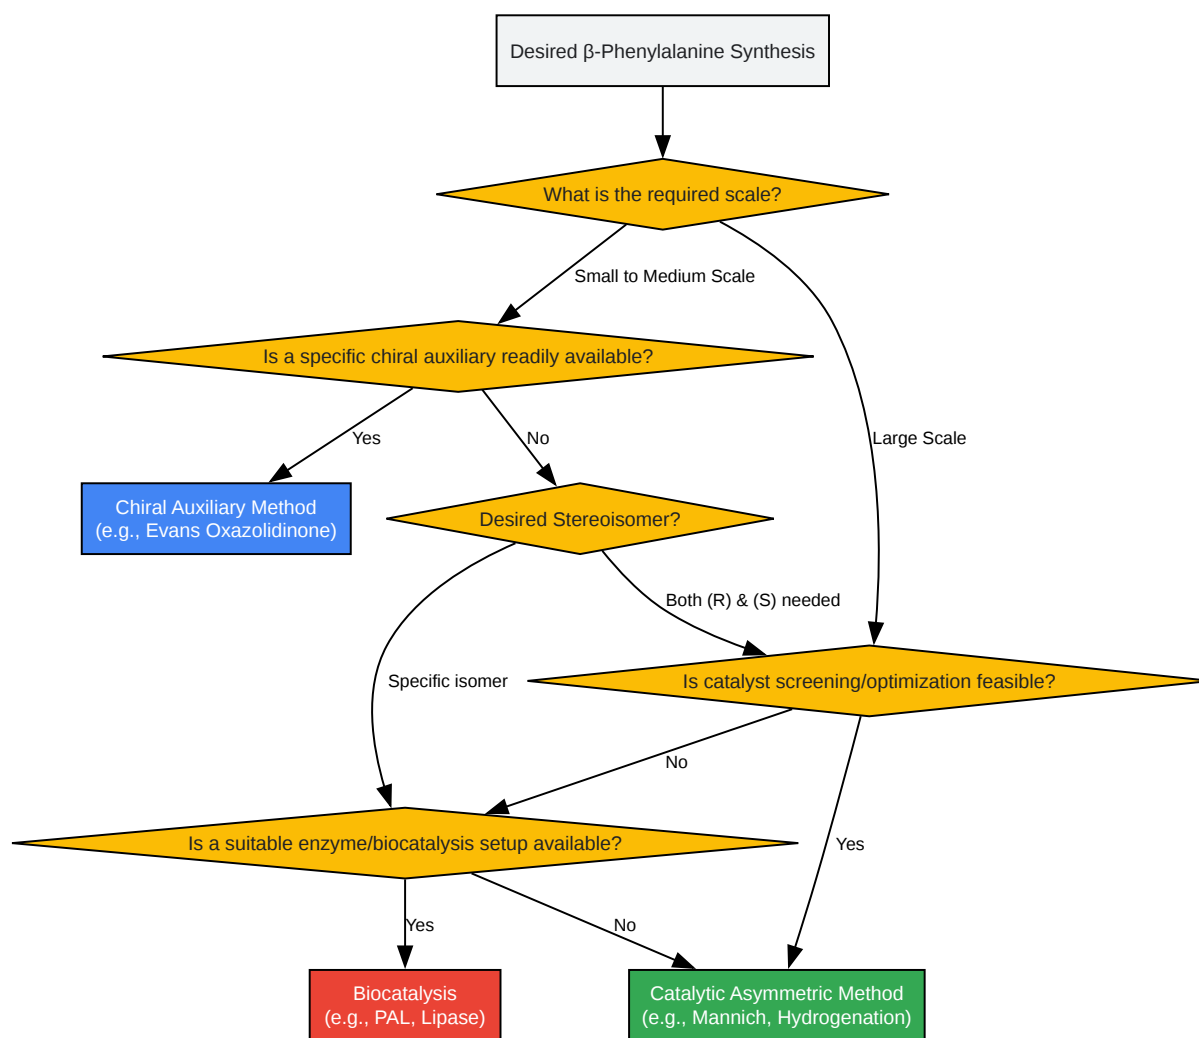 Desired β-Phenylalanine Synthesis
What is the required scale?
Small to Medium Scale
Is a specific chiral auxiliary readily available?
Yes
No
Large Scale
Chiral Auxiliary Method
(e.g., Evans Oxazolidinone)
Desired Stereoisomer?
Both (R) & (S) needed
Specific isomer
Is catalyst screening/optimization feasible?
No
Yes
Is a suitable enzyme/biocatalysis setup available?
Yes
No
Biocatalysis
(e.g., PAL, Lipase)
Catalytic Asymmetric Method
(e.g., Mannich, Hydrogenation)